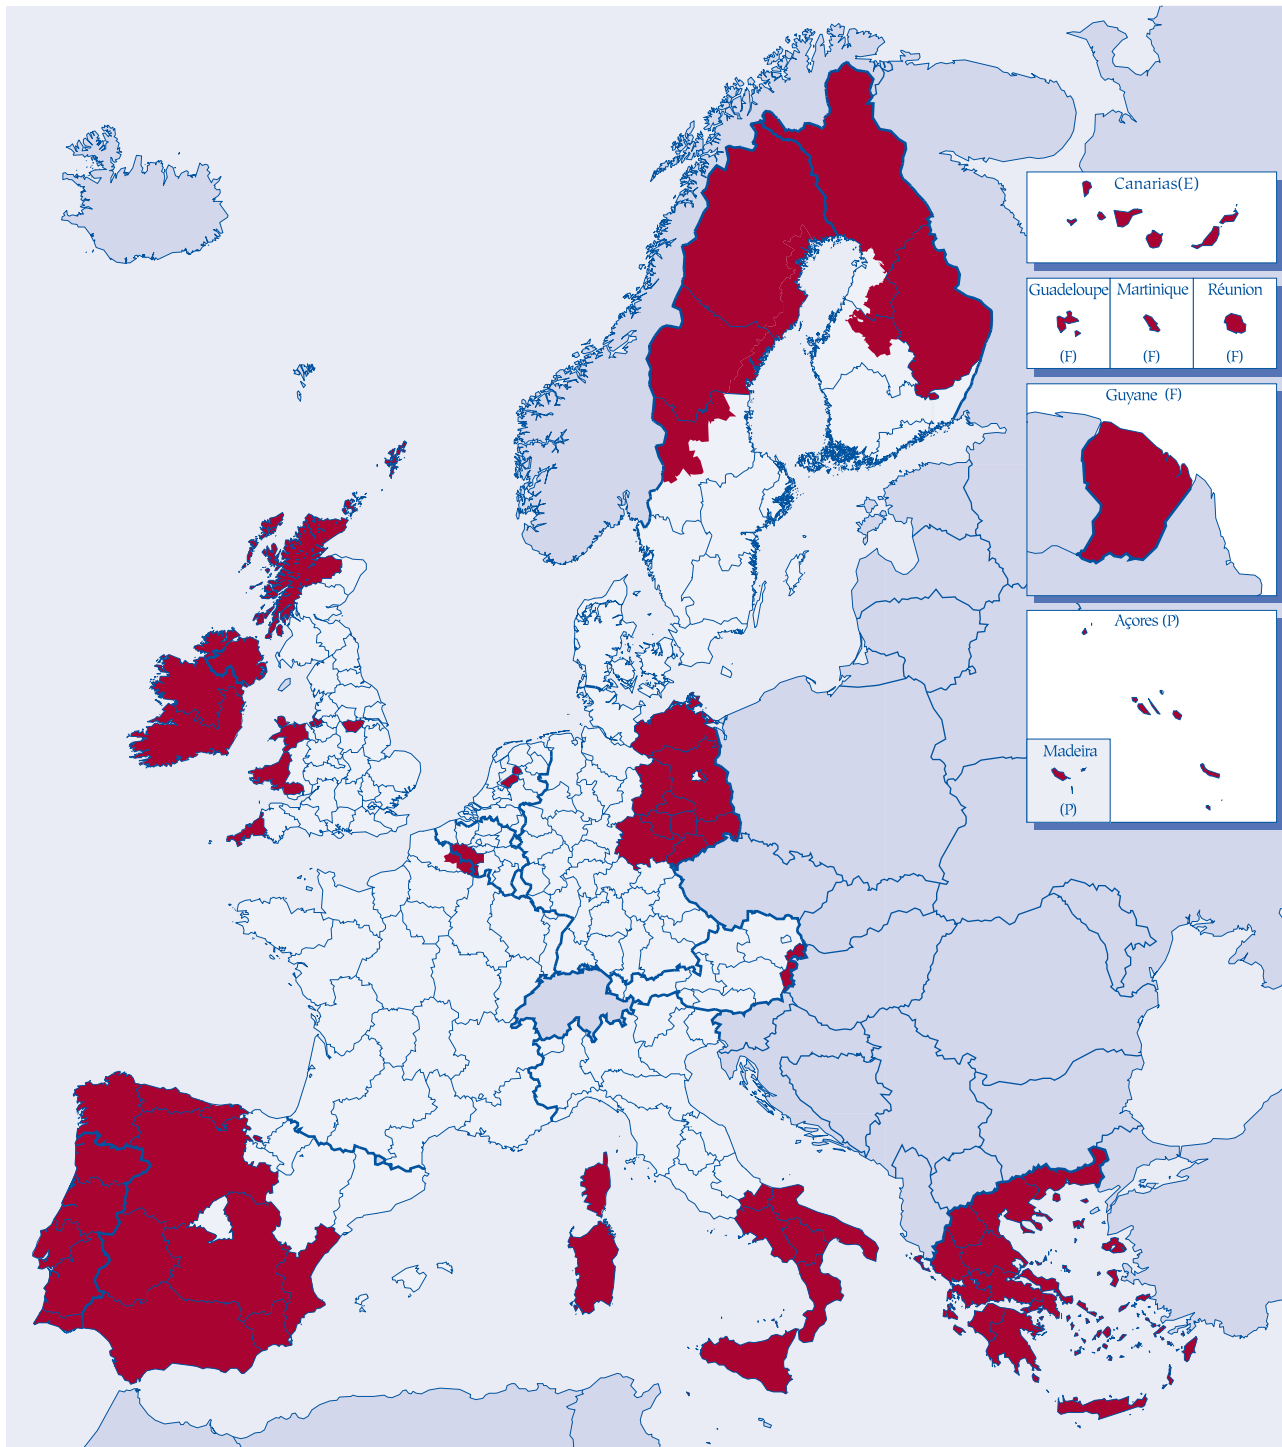 Canarias(E)
Guadeloupe
Martinique
Réunion
(F)
(F)
(F)
Guyane (F)
Açores (P)
Madeira
(P)